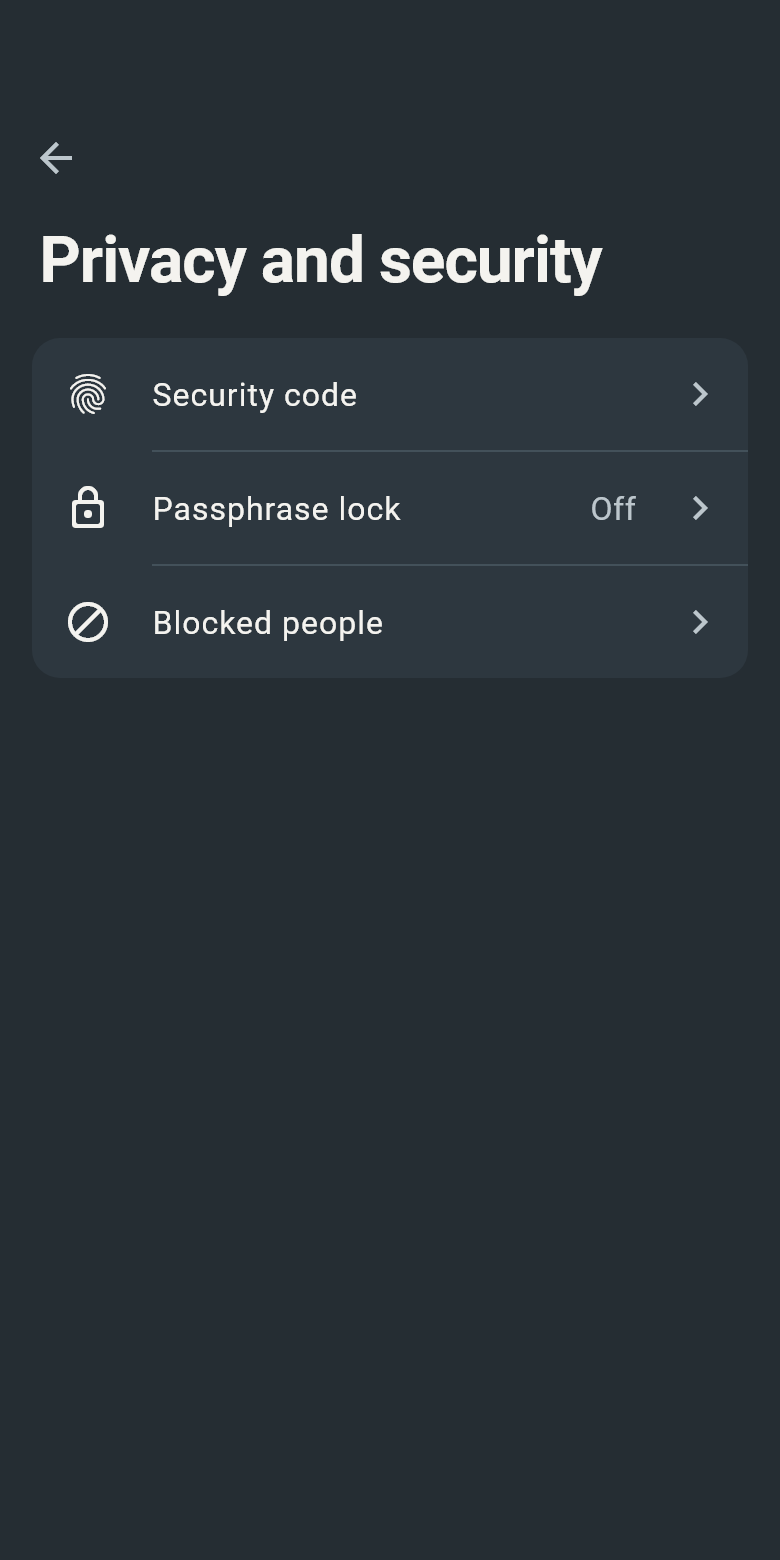 Privacy and security
Security code
Passphrase lock Off
Blocked people